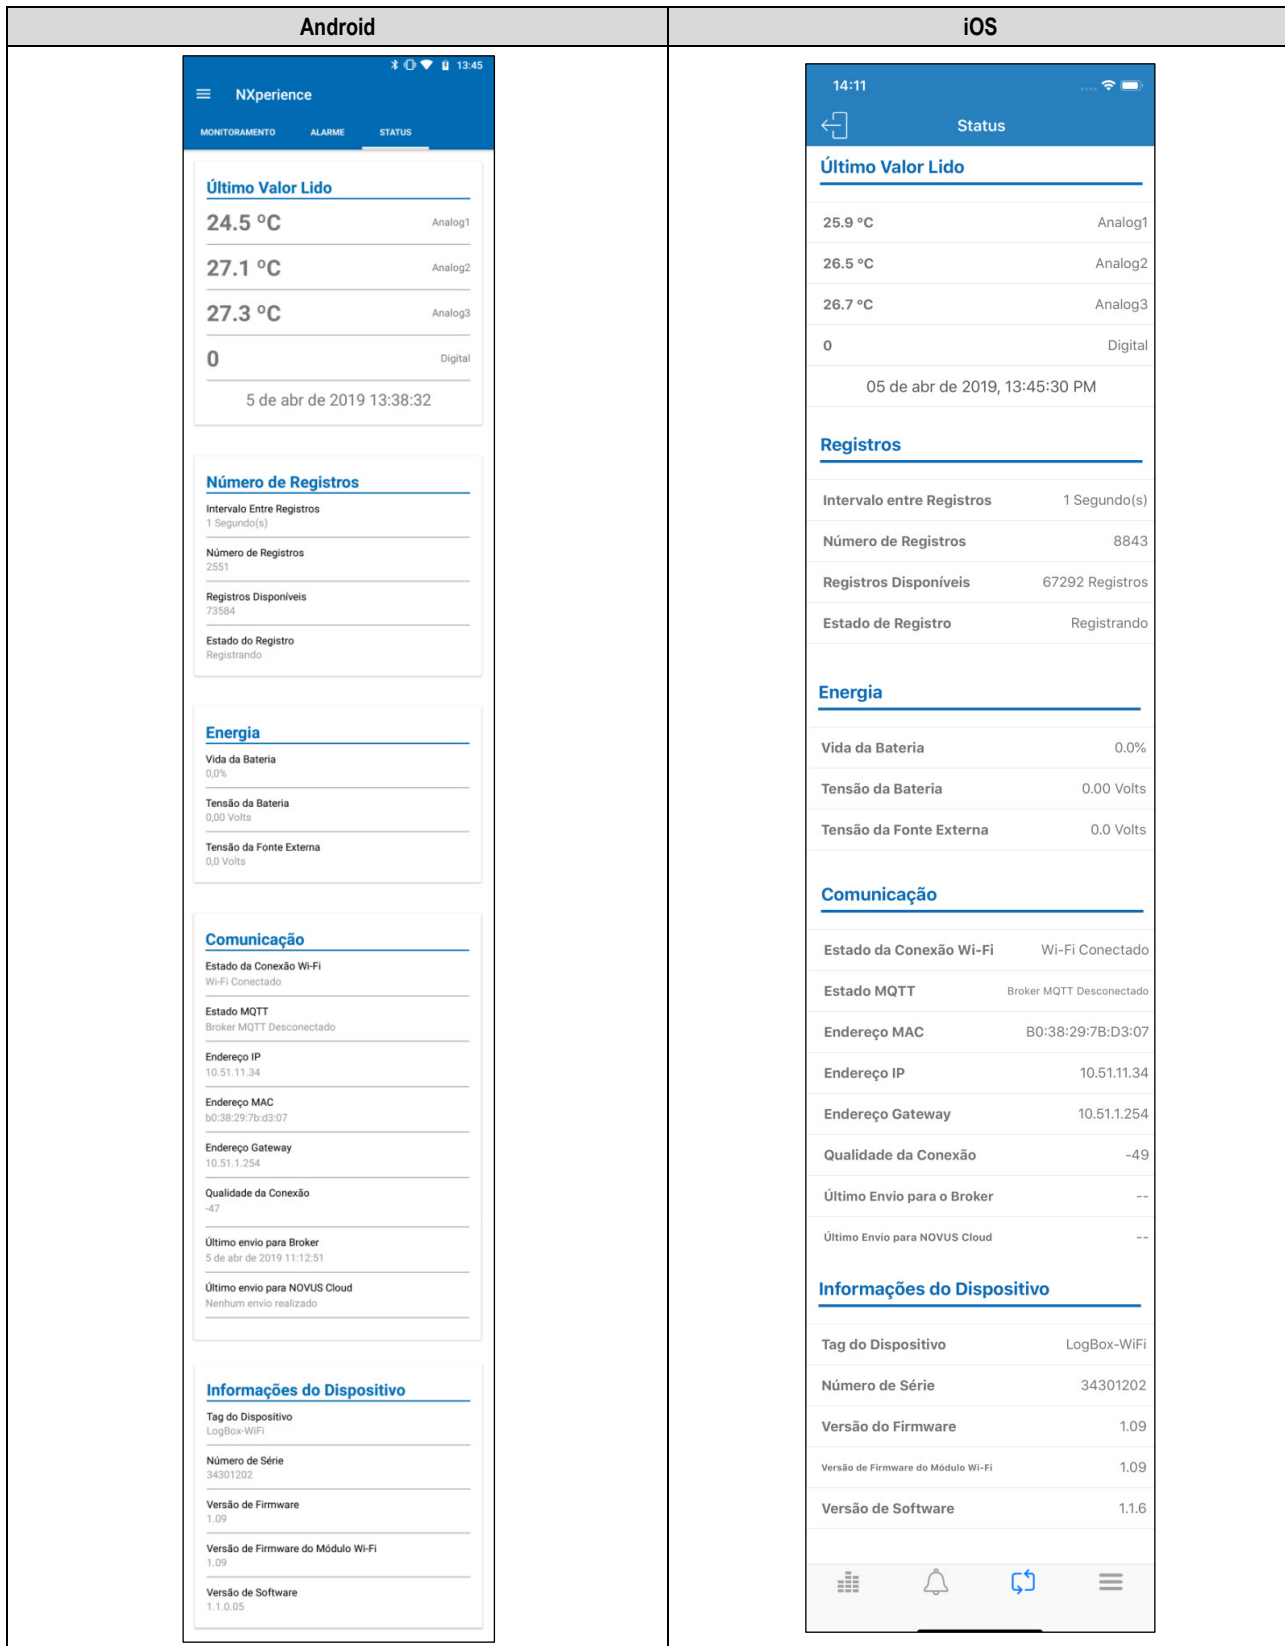 Android
iOS
13:45
NXperience
MONITORAMENTO ALARME STATUS
Último Valor Lido
24.5 ºC Analog1
27.1 ºC Analog2
27.3 ºC Analog3
0 Digital
5 de abr de 2019 13:38:32
Número de Registros
Intervalo Entre Registros
1 Segundo(s)
Número de Registros
2551
Registros Disponíveis
73584
Estado do Registro
Registrando
Energia
Vida da Bateria
0,0%
Tensão da Bateria
0,00 Volts
Tensão da Fonte Externa
0,0 Volts
Comunicação
Estado da Conexão Wi-Fi
Wi-Fi Conectado
Estado MQTT
Broker MQTT Desconectado
Endereço IP
10.51.11.34
Endereço MAC
b0:38:29:7b:d3:07
Endereço Gateway
10.51.1.254
Qualidade da Conexão
-47
Último envio para Broker
5 de abr de 2019 11:12:51
Último envio para NOVUS Cloud
Nenhum envio realizado
Informações do Dispositivo
Tag do Dispositivo
LogBox-WiFi
Número de Série
34301202
Versão de Firmware
1.09
Versão de Firmware do Módulo Wi-Fi
1.09
Versão de Software
1.1.0.05
14:11
Status
Último Valor Lido
25.9 ºC Analog1
26.5 ºC Analog2
26.7 ºC Analog3
0 Digital
05 de abr de 2019, 13:45:30 PM
Registros
Intervalo entre Registros 1 Segundo(s)
Número de Registros 8843
Registros Disponíveis 67292 Registros
Estado de Registro Registrando
Energia
Vida da Bateria 0.0%
Tensão da Bateria 0.00 Volts
Tensão da Fonte Externa 0.0 Volts
Comunicação
Estado da Conexão Wi-Fi Wi-Fi Conectado
Estado MQTT Broker MQTT Desconectado
Endereço MAC B0:38:29:7B:D3:07
Endereço IP 10.51.11.34
Endereço Gateway 10.51.1.254
Qualidade da Conexão -49
Último Envio para o Broker --
Último Envio para NOVUS Cloud --
Informações do Dispositivo
Tag do Dispositivo LogBox-WiFi
Número de Série 34301202
Versão do Firmware 1.09
Versão de Firmware do Módulo Wi-Fi 1.09
Versão de Software 1.1.6